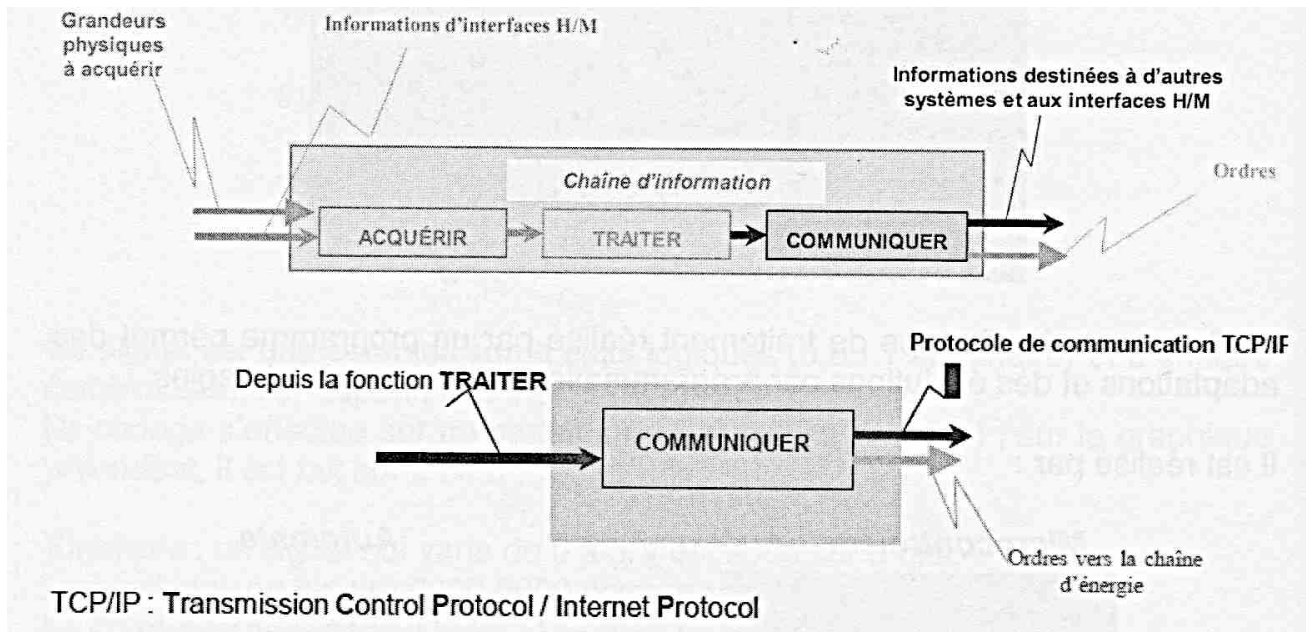 Grandeurs
physiques
à acquérir
Informations d'interfaces H/M
Informations destinées à d'autres
systèmes et aux interfaces H/M
Ordres
Chaîne d'information
ACQUÉRIR
TRAITER
COMMUNIQUER
Protocole de communication TCP/IP
Depuis la fonction TRAITER
COMMUNIQUER
Ordres vers la chaîne
d'énergie
TCP/IP : Transmission Control Protocol / Internet Protocol